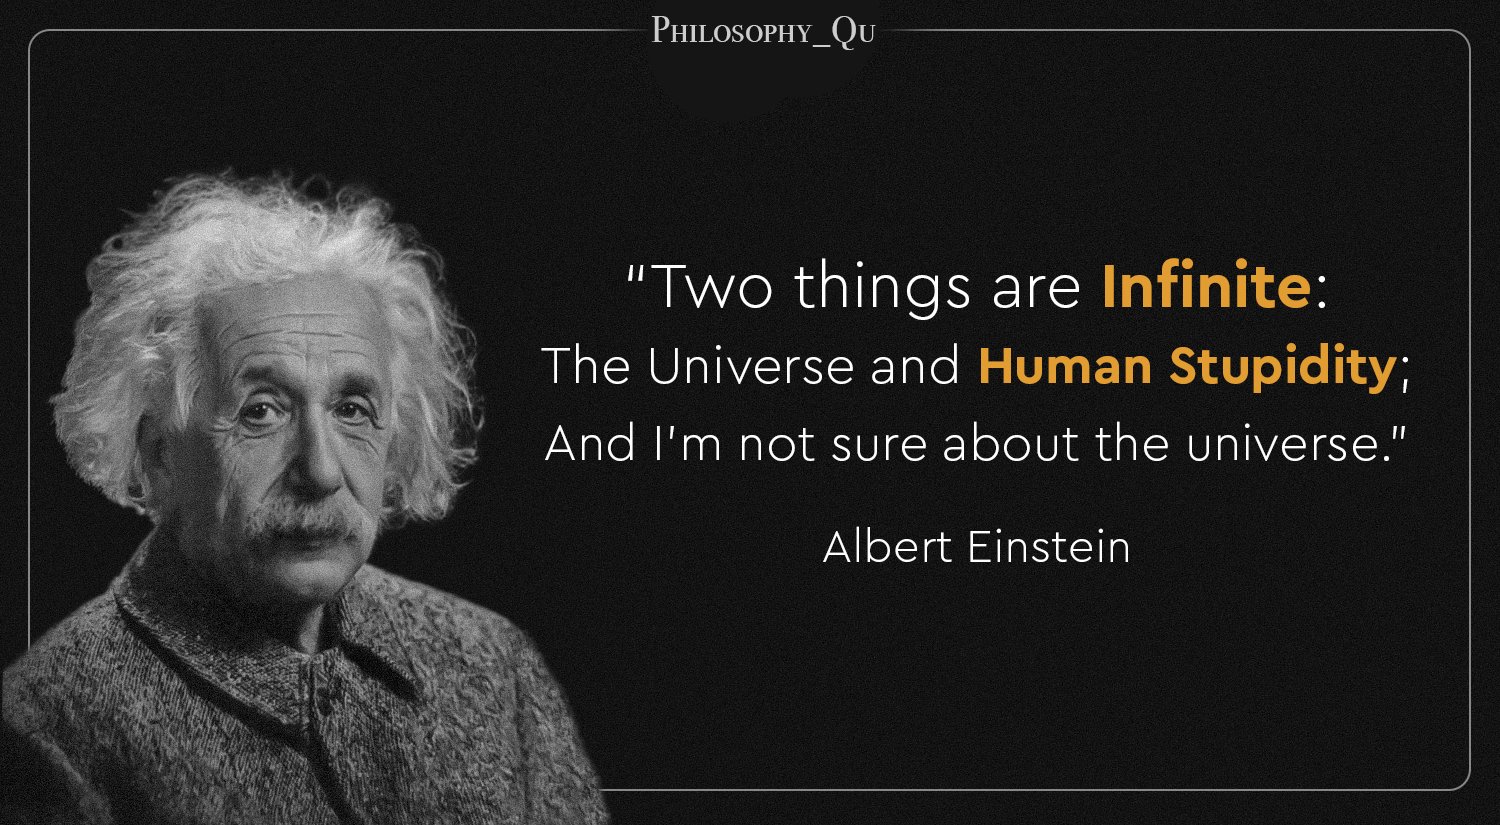 Philosophy_Qu
"Two things are Infinite:
The Universe and Human Stupidity;
And I'm not sure about the universe."
Albert Einstein